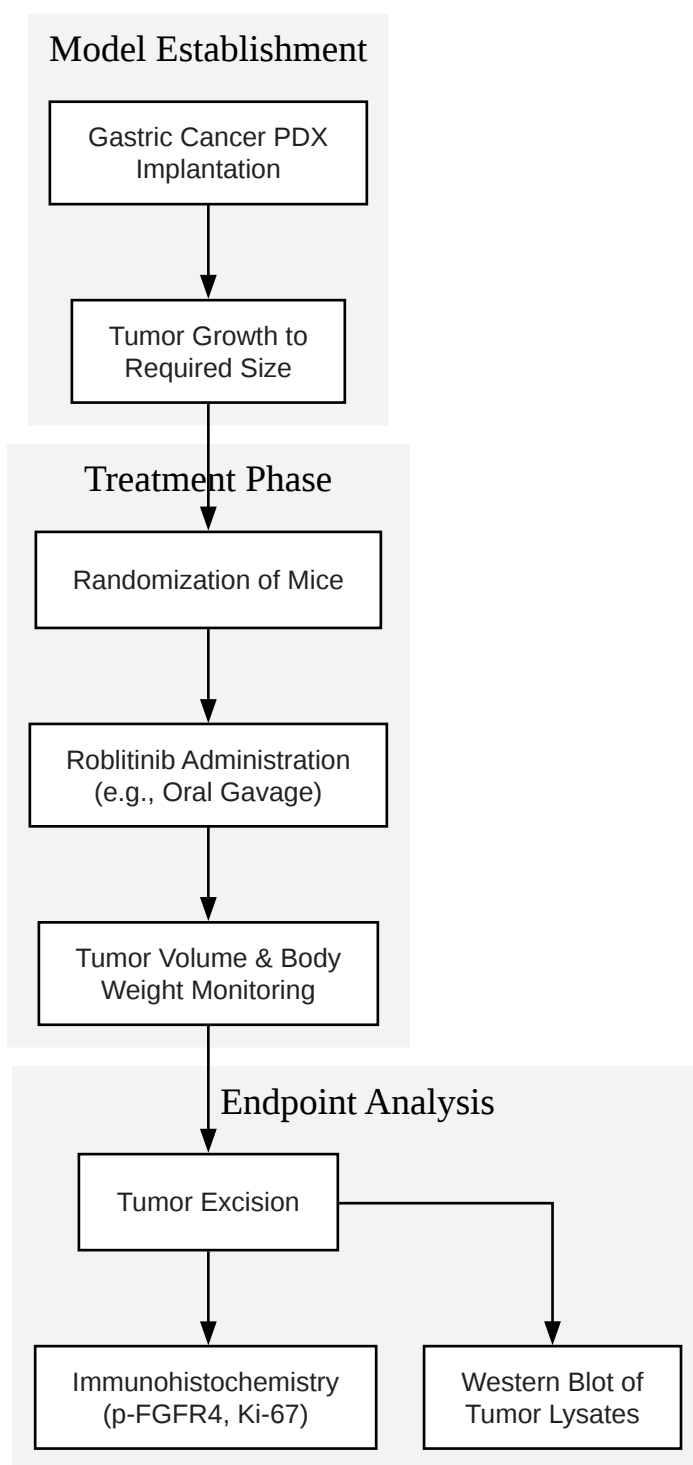 Model Establishment
Gastric Cancer PDX
Implantation
Tumor Growth to
Required Size
Treatment Phase
Randomization of Mice
Roblitinib Administration
(e.g., Oral Gavage)
Tumor Volume & Body
Weight Monitoring
Endpoint Analysis
Tumor Excision
Immunohistochemistry
(p-FGFR4, Ki-67)
Western Blot of
Tumor Lysates